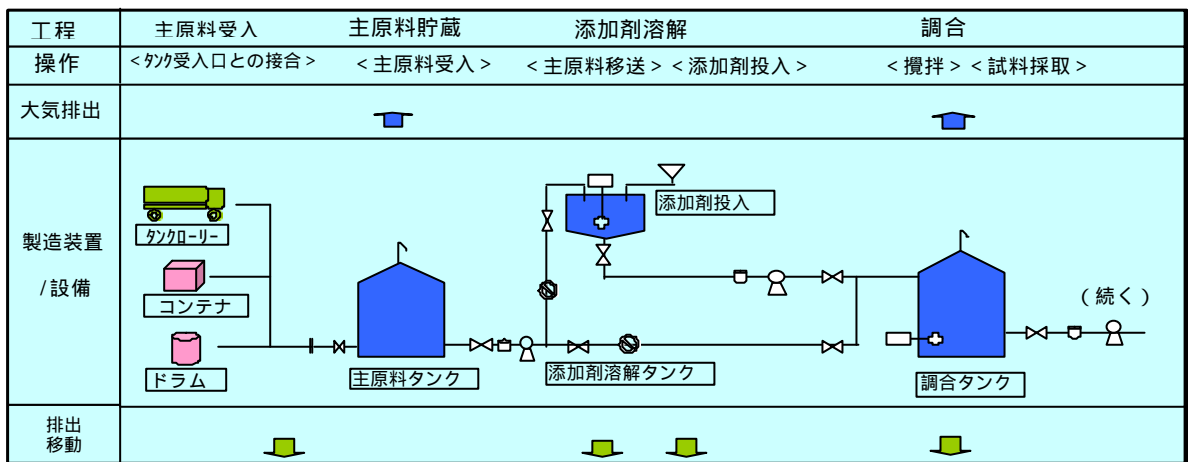 工程 主原料受入 主原料貯蔵 添加剤溶解 調合
操作 <ﾀﾝｸ受入口との接合> <主原料受入> <主原料移送> <添加剤投入> <攪拌> <試料採取>
大気排出
製造装置
/設備
ﾀﾝｸﾛｰﾘｰ
コンテナ
ドラム
主原料タンク
添加剤投入
添加剤溶解タンク
調合タンク
(続く)
排出
移動